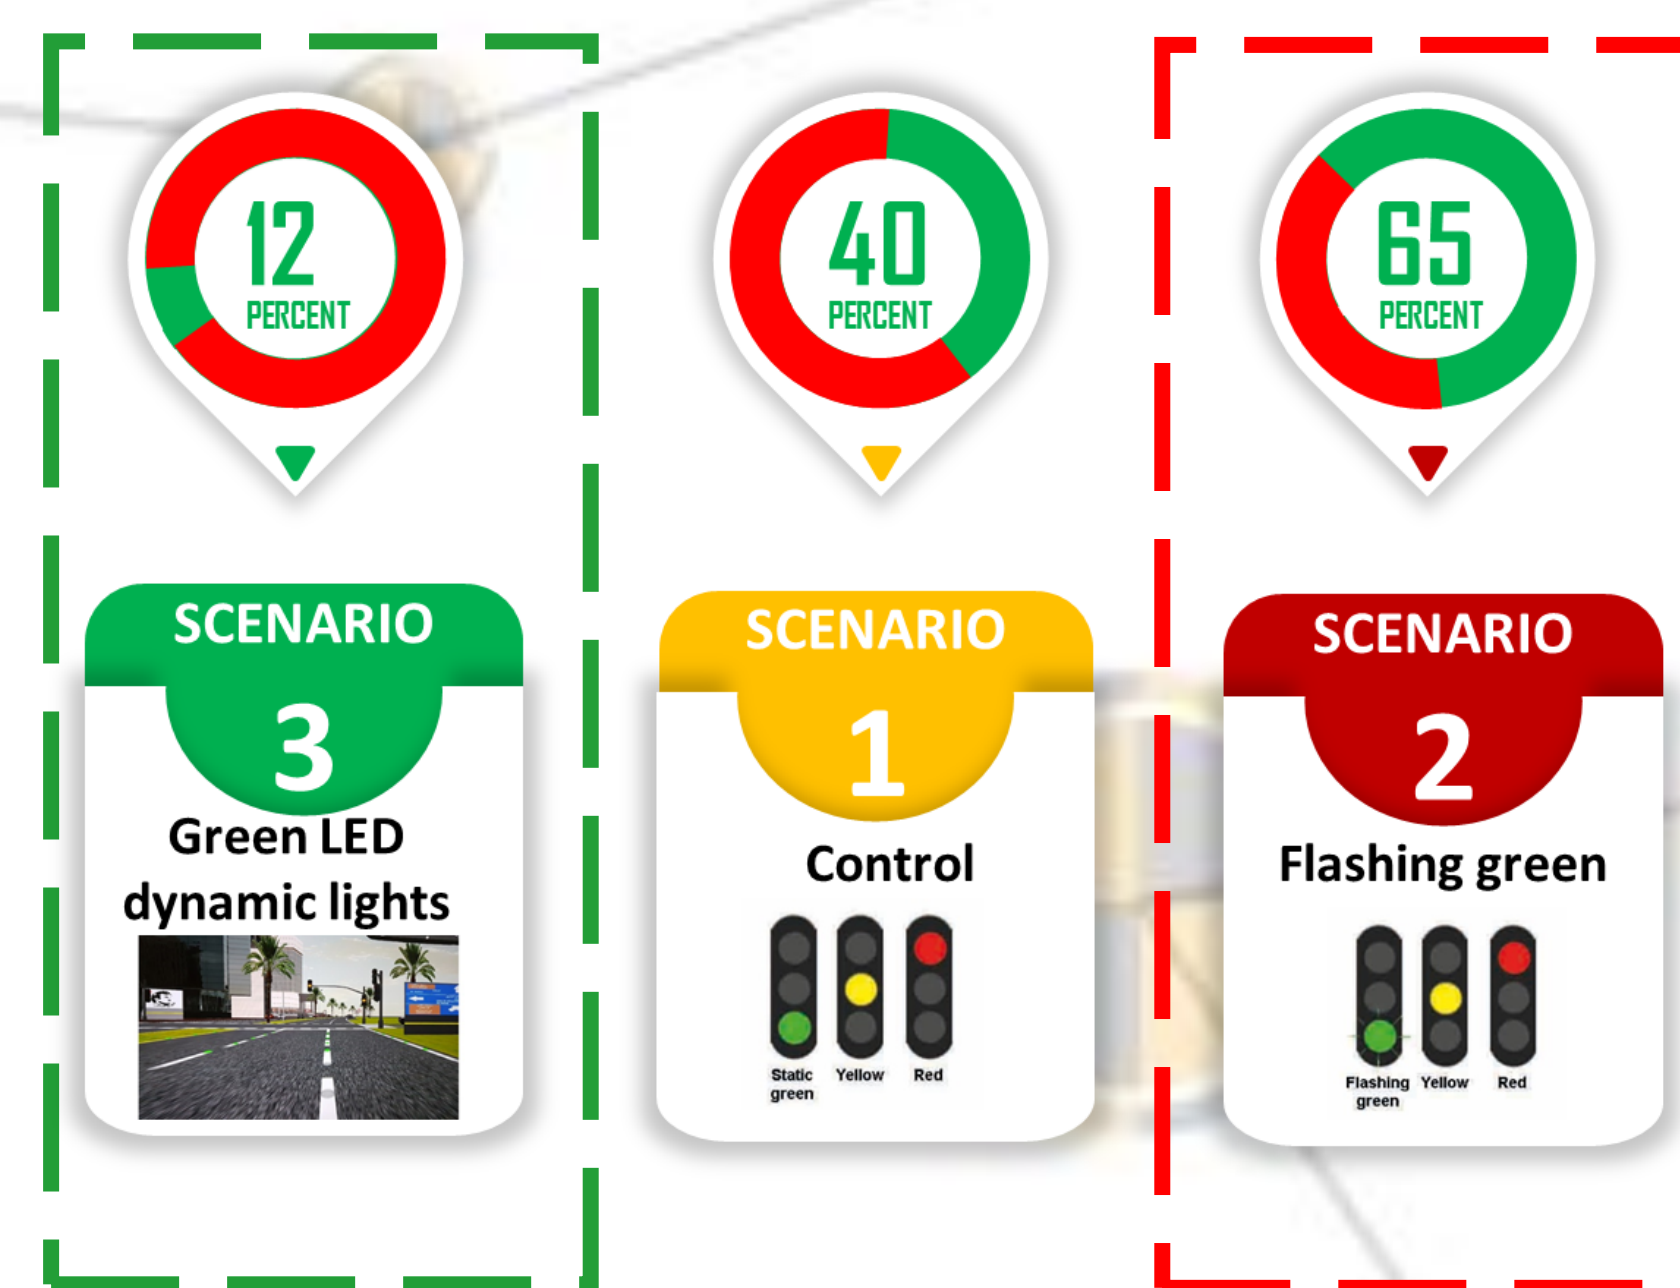 12
PERCENT
SCENARIO
3
Green LED
dynamic lights
40
PERCENT
SCENARIO
1
Control
Static
green
Yellow
Red
65
PERCENT
SCENARIO
2
Flashing green
Flashing
green
Yellow
Red